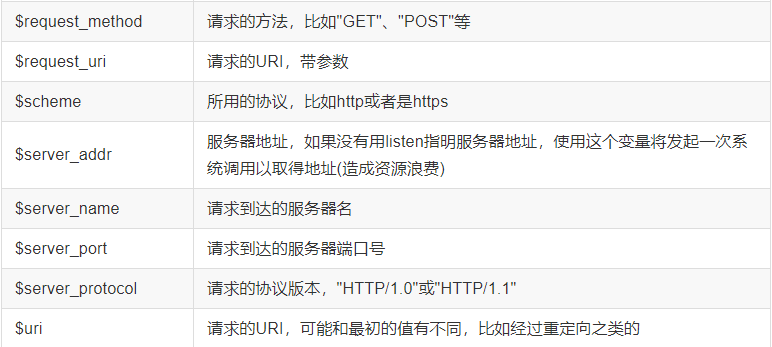 $request_method 请求的方法，比如"GET"、"POST"等
$request_uri 请求的URI，带参数
$scheme 所用的协议，比如http或者是https
$server_addr 服务器地址，如果没有用listen指明服务器地址，使用这个变量将发起一次系
统调用以取得地址(造成资源浪费)
$server_name 请求到达的服务器名
$server_port 请求到达的服务器端口号
$server_protocol 请求的协议版本，"HTTP/1.0"或"HTTP/1.1"
$uri 请求的URI，可能和最初的值有不同，比如经过重定向之类的